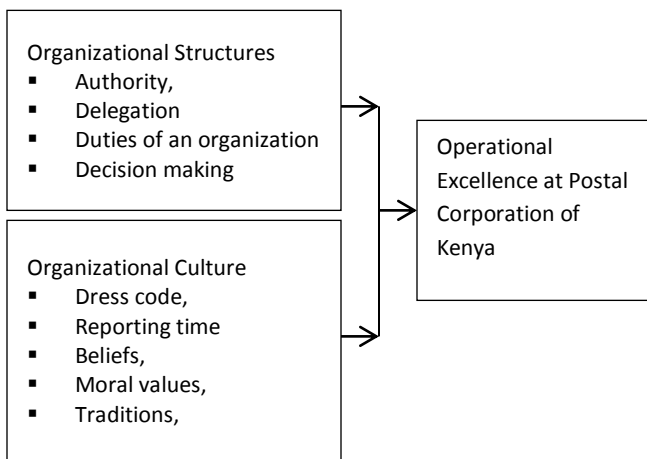 Organizational Structures
▪ Authority,
▪ Delegation
▪ Duties of an organization
▪ Decision making
Organizational Culture
▪ Dress code,
▪ Reporting time
▪ Beliefs,
▪ Moral values,
▪ Traditions,
Operational
Excellence at Postal
Corporation of
Kenya